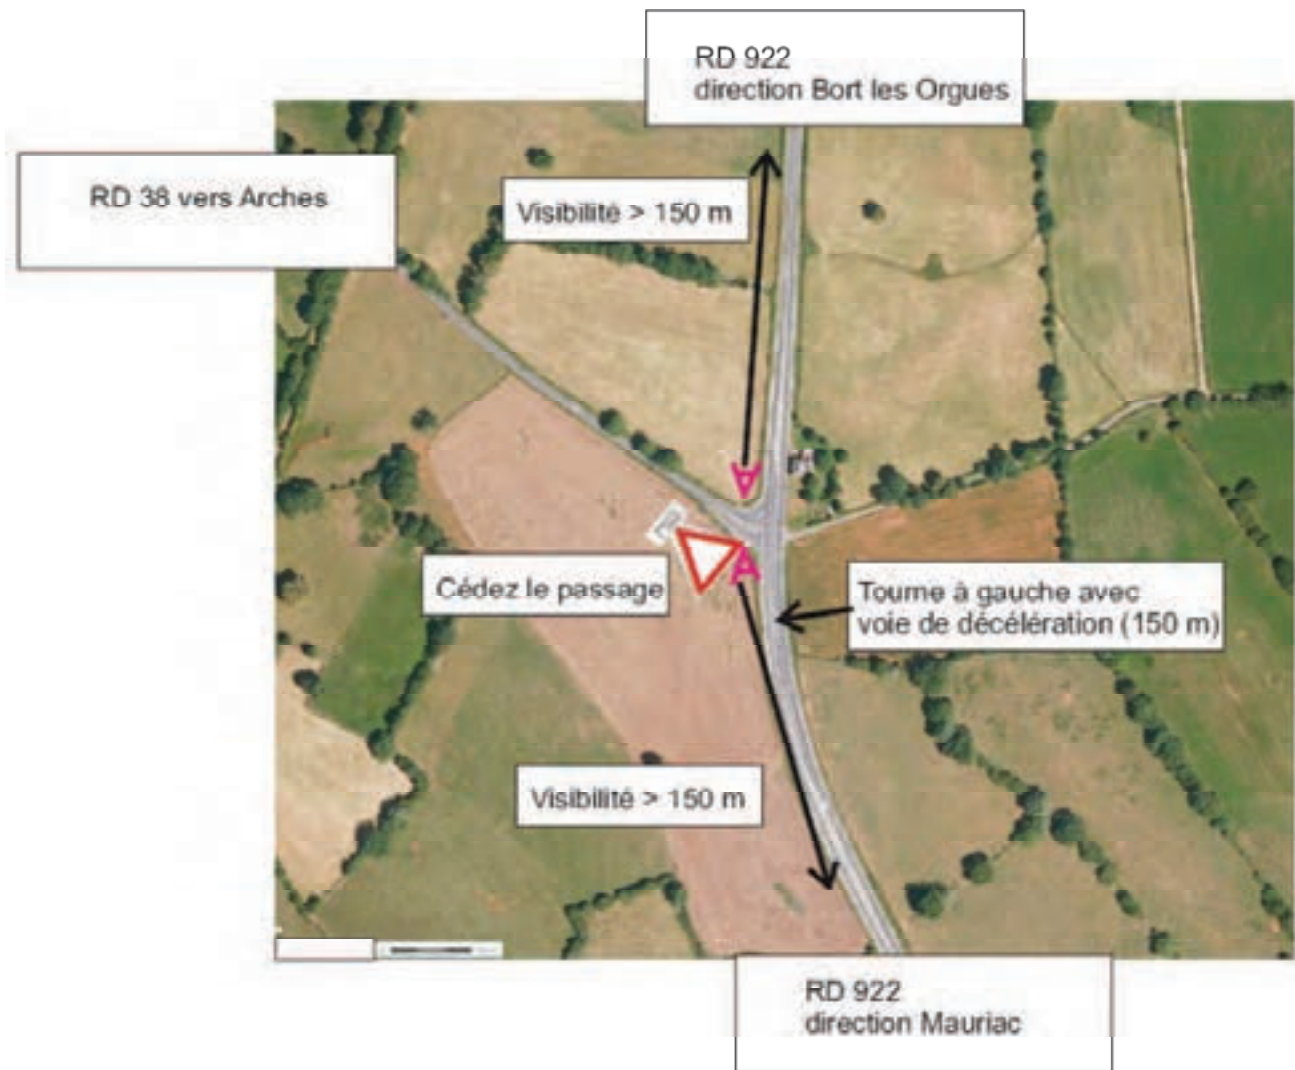 RD 922
direction Bort les Orgues
RD 38 vers Arches
Visibilité > 150 m
Cédez le passage
Tourne à gauche avec
voie de décélération (150 m)
Visibilité > 150 m
RD 922
direction Mauriac